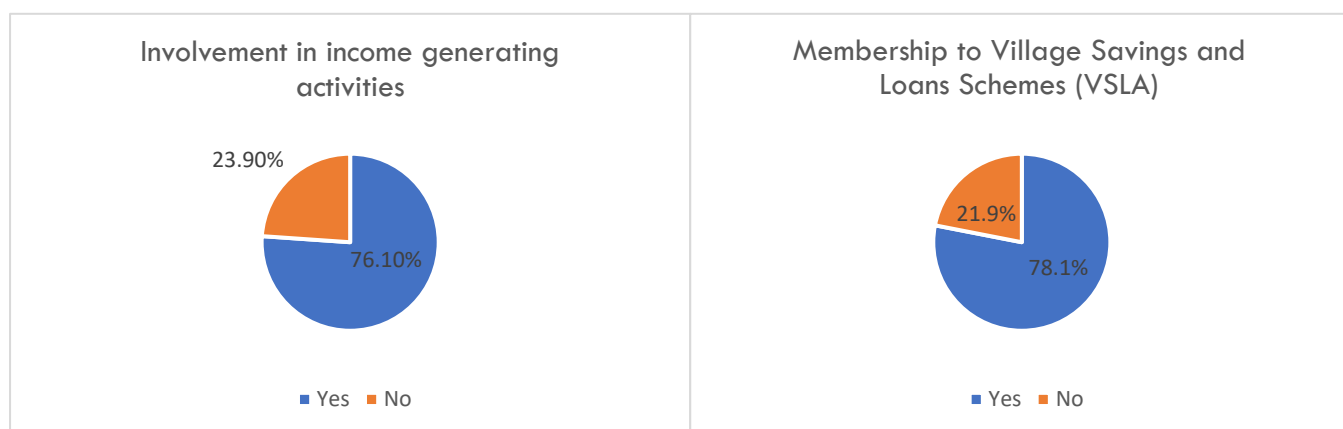 Involvement in income generating
activities
23.90%
76.10%
Yes No
Membership to Village Savings and
Loans Schemes (VSLA)
21.9%
78.1%
Yes No